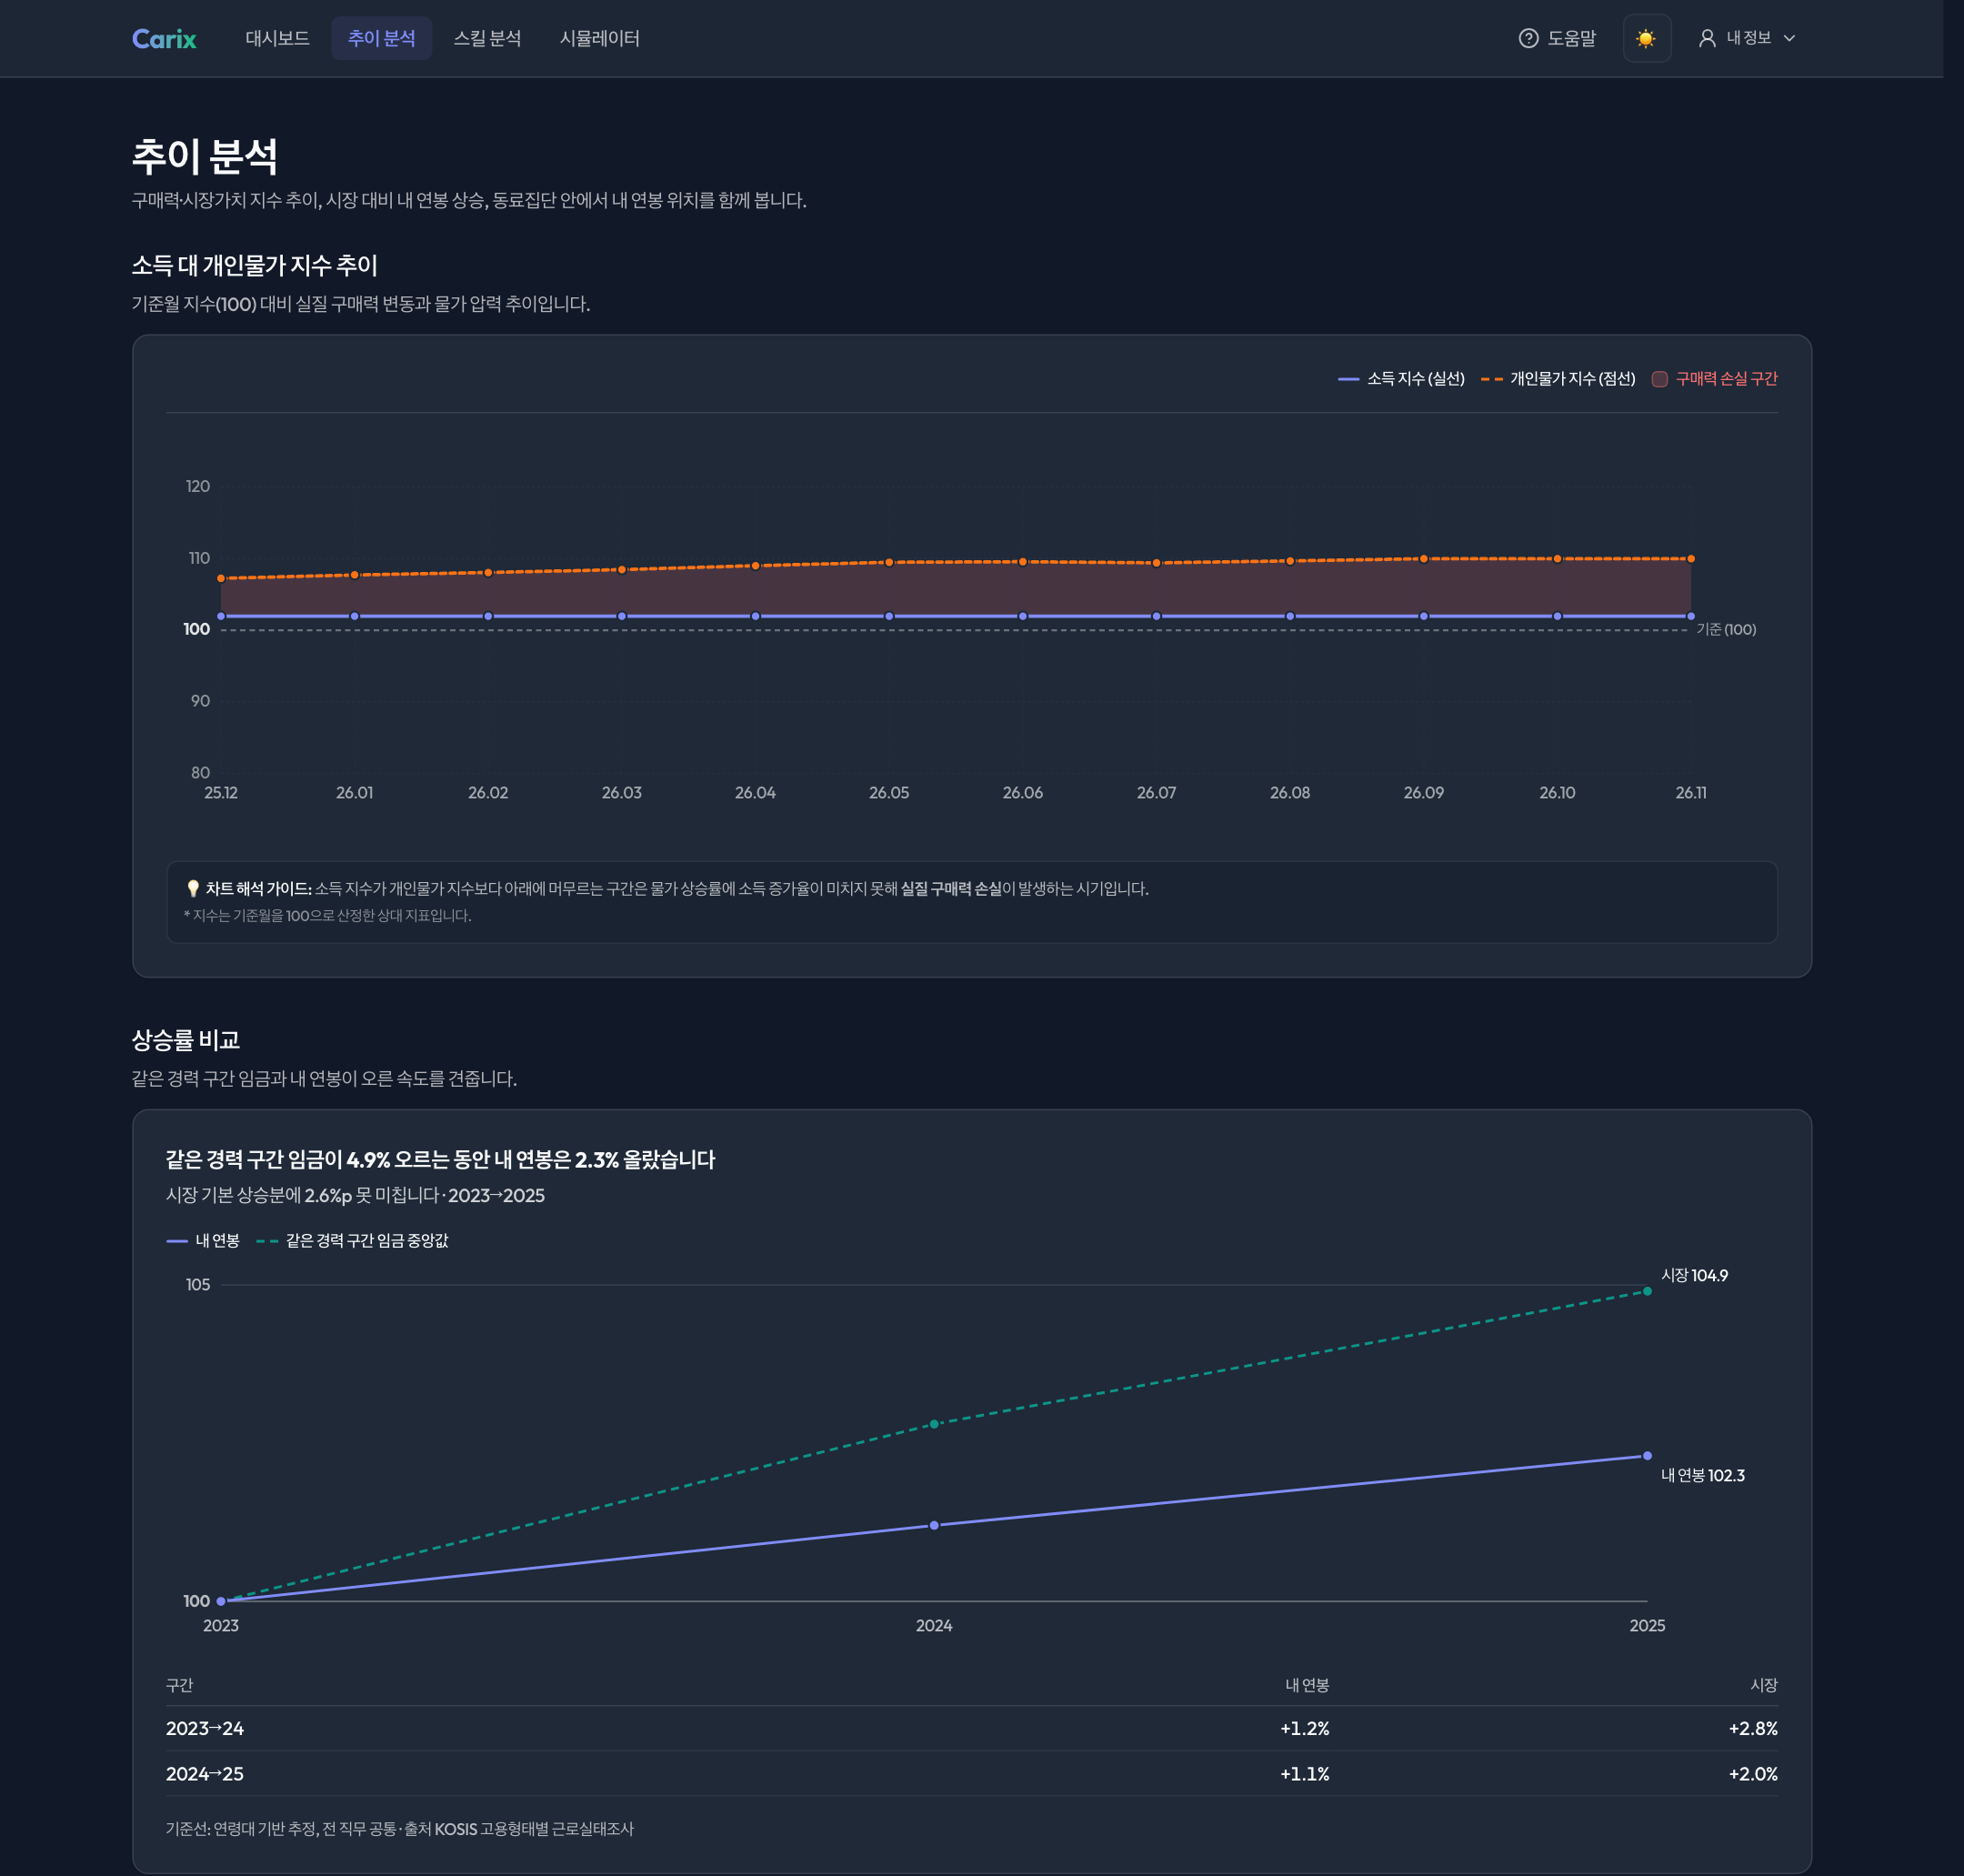 Carix 대시보드 추이 분석 스킬 분석 시뮬레이터 도움말 내 정보
추이 분석
구매력·시장가치 지수 추이, 시장 대비 내 연봉 상승, 동료집단 안에서 내 연봉 위치를 함께 봅니다.
소득 대 개인물가 지수 추이
기준월 지수(100) 대비 실질 구매력 변동과 물가 압력 추이입니다.
소득 지수 (실선) 개인물가 지수 (점선) 구매력 손실 구간
120
110
100
기준 (100)
90
80
25.12 26.01 26.02 26.03 26.04 26.05 26.06 26.07 26.08 26.09 26.10 26.11
💡 차트 해석 가이드: 소득 지수가 개인물가 지수보다 아래에 머무르는 구간은 물가 상승률에 소득 증가율이 미치지 못해 실질 구매력 손실이 발생하는 시기입니다.
* 지수는 기준월을 100으로 산정한 상대 지표입니다.
상승률 비교
같은 경력 구간 임금과 내 연봉이 오른 속도를 견줍니다.
같은 경력 구간 임금이 4.9% 오르는 동안 내 연봉은 2.3% 올랐습니다
시장 기본 상승분에 2.6%p 못 미칩니다 · 2023→2025
내 연봉 같은 경력 구간 임금 중앙값
시장 104.9
105
내 연봉 102.3
100
2023 2024 2025
구간 내 연봉 시장
2023→24 +1.2% +2.8%
2024→25 +1.1% +2.0%
기준선: 연령대 기반 추정, 전 직무 공통 · 출처 KOSIS 고용형태별 근로실태조사